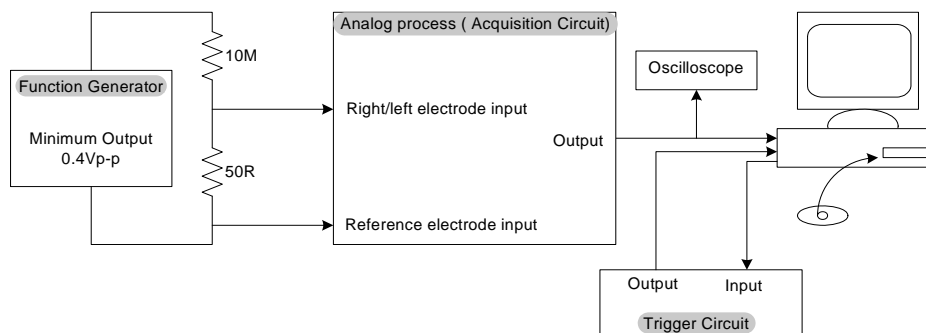 Function Generator
Minimum Output
0.4Vp-p
10M
50R
Analog process ( Acquisition Circuit)
Right/left electrode input
Output
Reference electrode input
Oscilloscope
Output
Input
Trigger Circuit